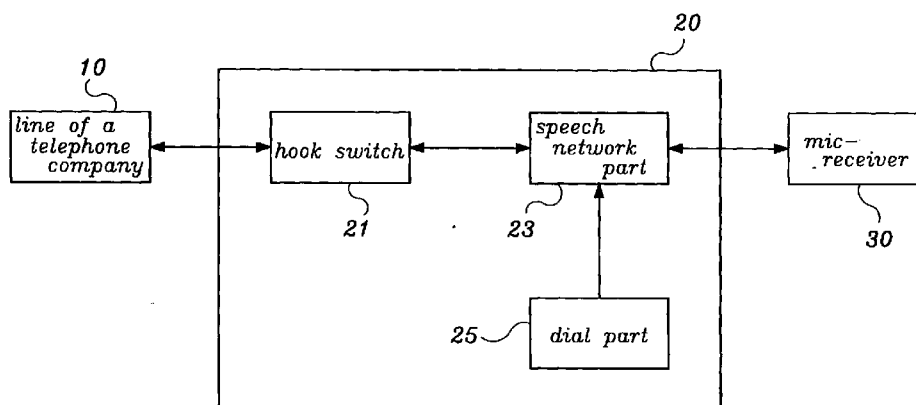 20
10
line of a
telephone
company
hook switch
speech
network
part
mic-
receiver
21
23
30
25
dial part